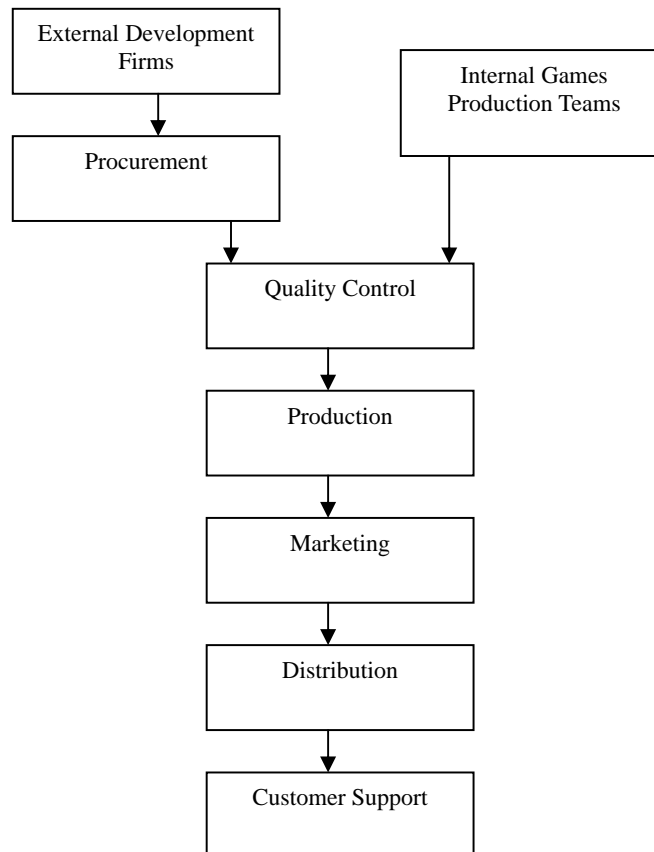 External Development
Firms
Internal Games
Production Teams
Procurement
Quality Control
Production
Marketing
Distribution
Customer Support